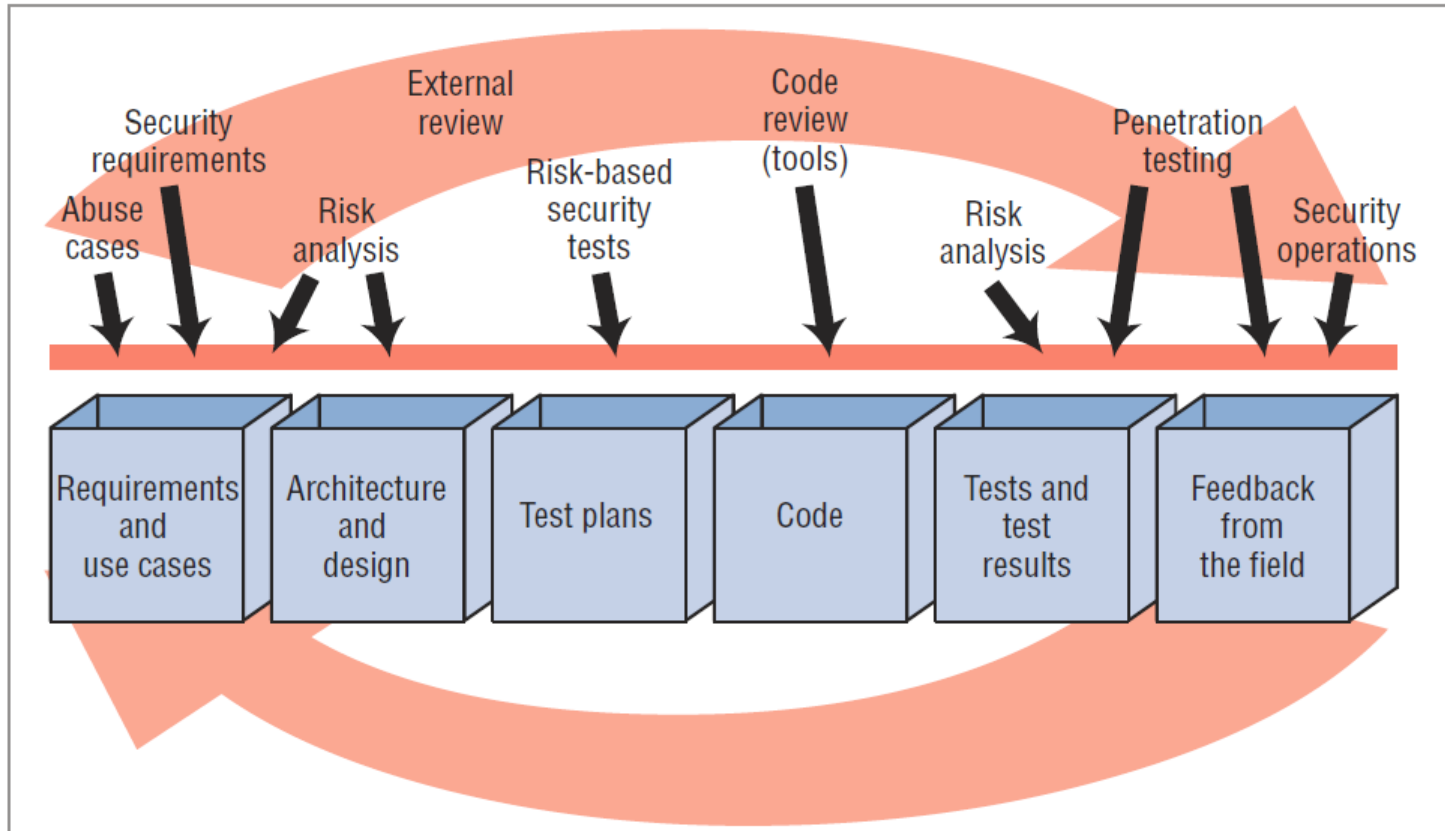 Security
requirements
Abuse
cases
External
review
Risk
analysis
Risk-based
security
tests
Code
review
(tools)
Risk
analysis
Penetration
testing
Security
operations
Requirements
and
use cases
Architecture
and
design
Test plans
Code
Tests and
test
results
Feedback
from
the field